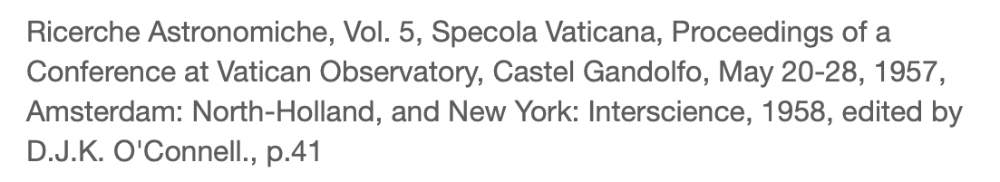 Ricerche Astronomiche, Vol. 5, Specola Vaticana, Proceedings of a
Conference at Vatican Observatory, Castel Gandolfo, May 20-28, 1957,
Amsterdam: North-Holland, and New York: Interscience, 1958, edited by
D.J.K. O'Connell., p.41